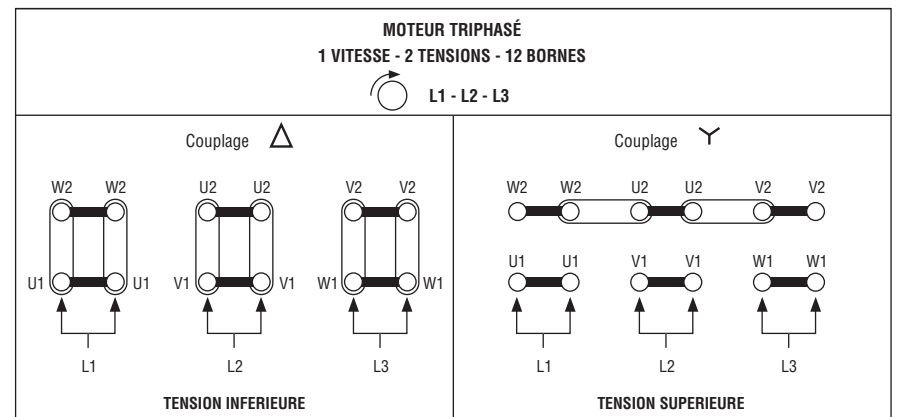 MOTEUR TRIPHASÉ
1 VITESSE - 2 TENSIONS - 12 BORNES
L1 - L2 - L3
Couplage
W2 W2 U2 U2 V2 V2
U1 U1 V1 V1 W1 W1
L1 L2 L3
TENSION INFERIEURE
Couplage
W2 W2 U2 U2 V2 V2
U1 U1 V1 V1 W1 W1
L1 L2 L3
TENSION SUPERIEURE